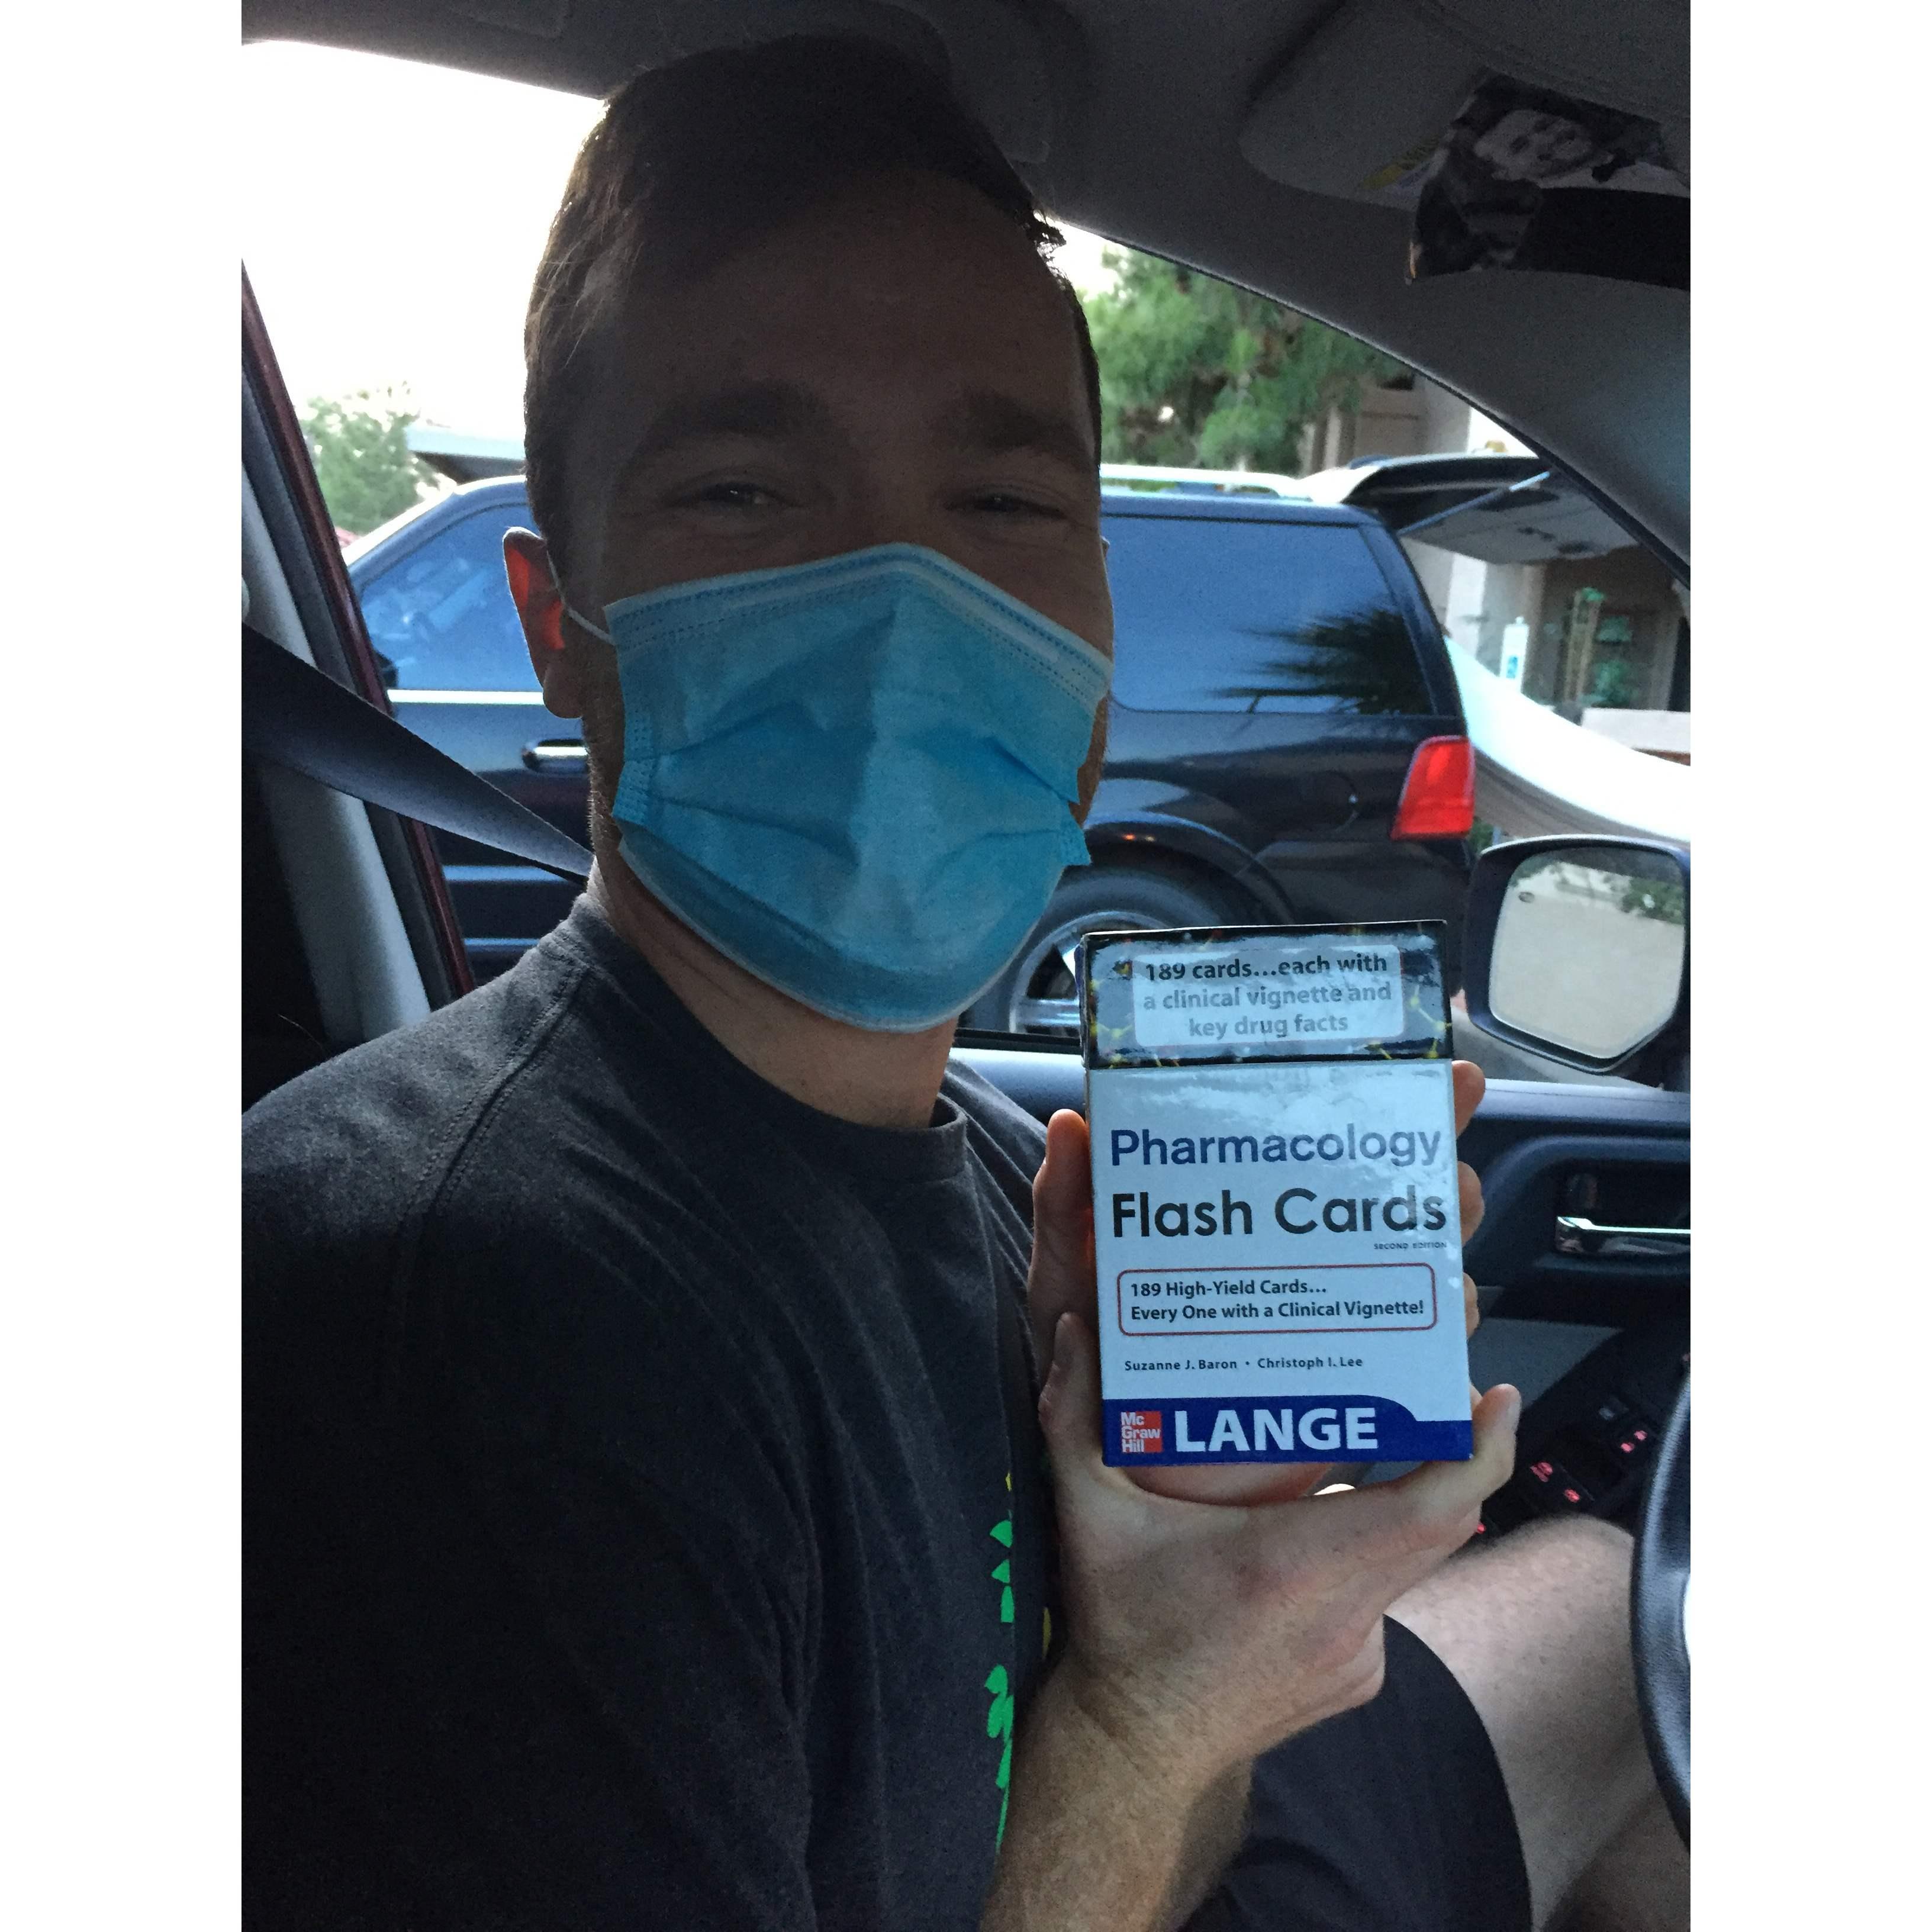 189 cards...each with
a clinical vignette and
key drug facts
Pharmacology
Flash Cards
SECOND EDITION
189 High-Yield Cards...
Every One with a Clinical Vignette!
Suzanne J. Baron • Christoph I. Lee
Mc
Graw
Hill
LANGE